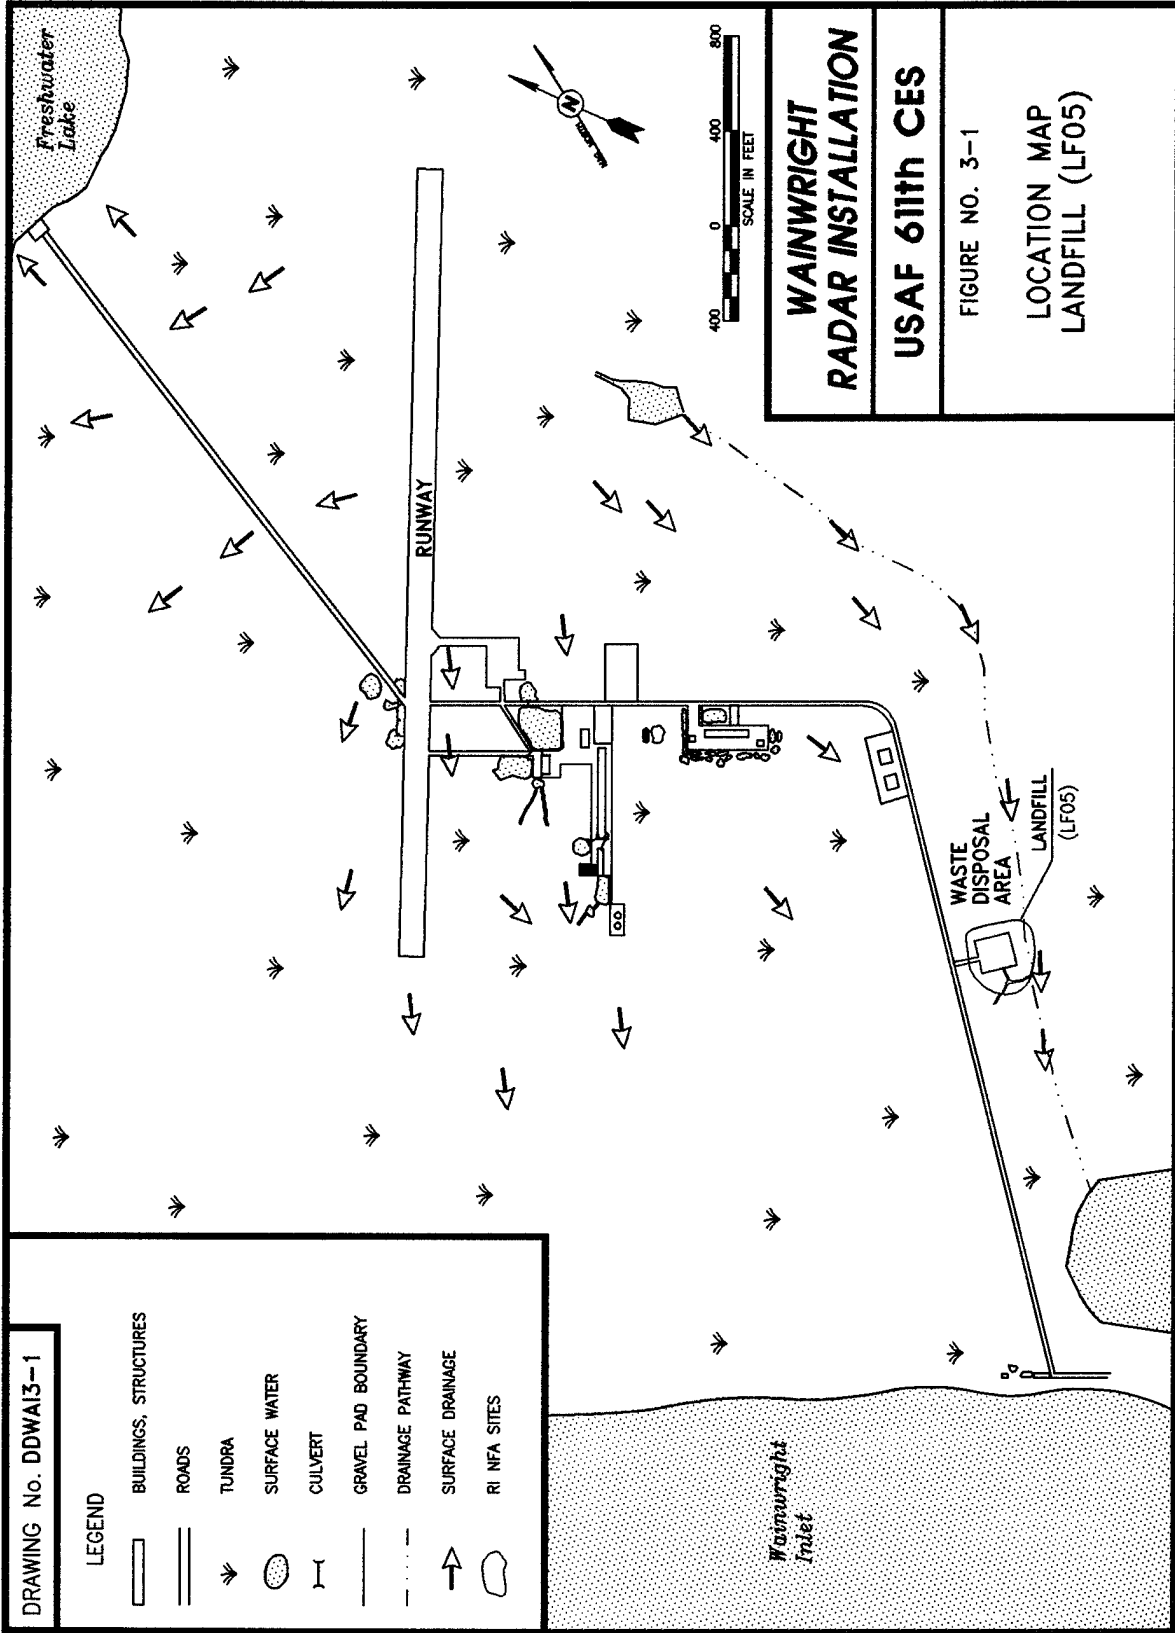 DRAWING No. DDWAI3-1
LEGEND
BUILDINGS, STRUCTURES
ROADS
TUNDRA
SURFACE WATER
CULVERT
GRAVEL PAD BOUNDARY
DRAINAGE PATHWAY
SURFACE DRAINAGE
RI NFA SITES
Freshwater
Lake
RUNWAY
WASTE
DISPOSAL
AREA
LANDFILL
(LF05)
Wainwright
Inlet
N
400
0
400
800
SCALE IN FEET
WAINWRIGHT
RADAR INSTALLATION
USAF 611th CES
FIGURE NO. 3-1
LOCATION MAP
LANDFILL (LF05)